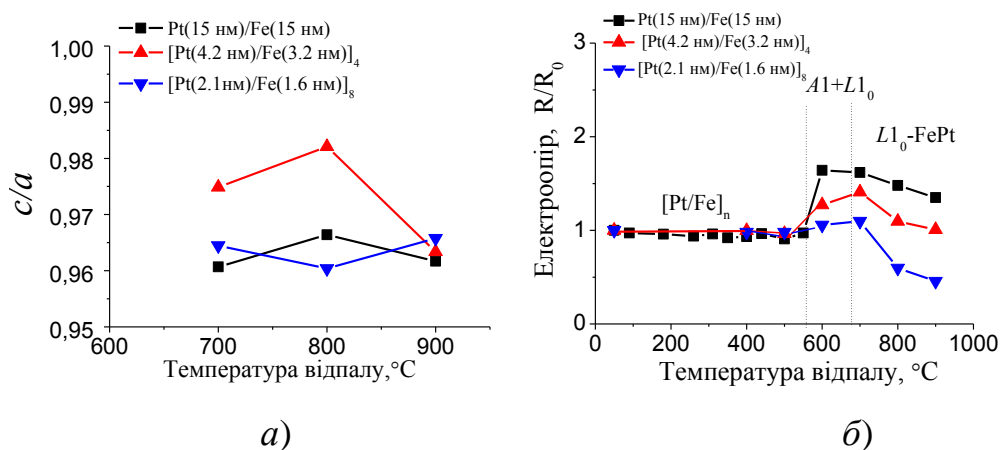 Pt(15 нм)/Fe(15 нм)
[Pt(4.2 нм)/Fe(3.2 нм)]₄
[Pt(2.1нм)/Fe(1.6 нм)]₈
1,00
0,99
0,98
0,97
0,96
0,95
c/a
600 700 800 900
Температура відпалу,°C
а)
Pt(15 нм)/Fe(15 нм)
[Pt(4.2 нм)/Fe(3.2 нм)]₄
[Pt(2.1 нм)/Fe(1.6 нм)]₈
A1+L1₀
L1₀-FePt
[Pt/Fe]ₙ
3
2
1
0
Електроопір, R/R₀
0 200 400 600 800 1000
Температура відпалу, °C
б)